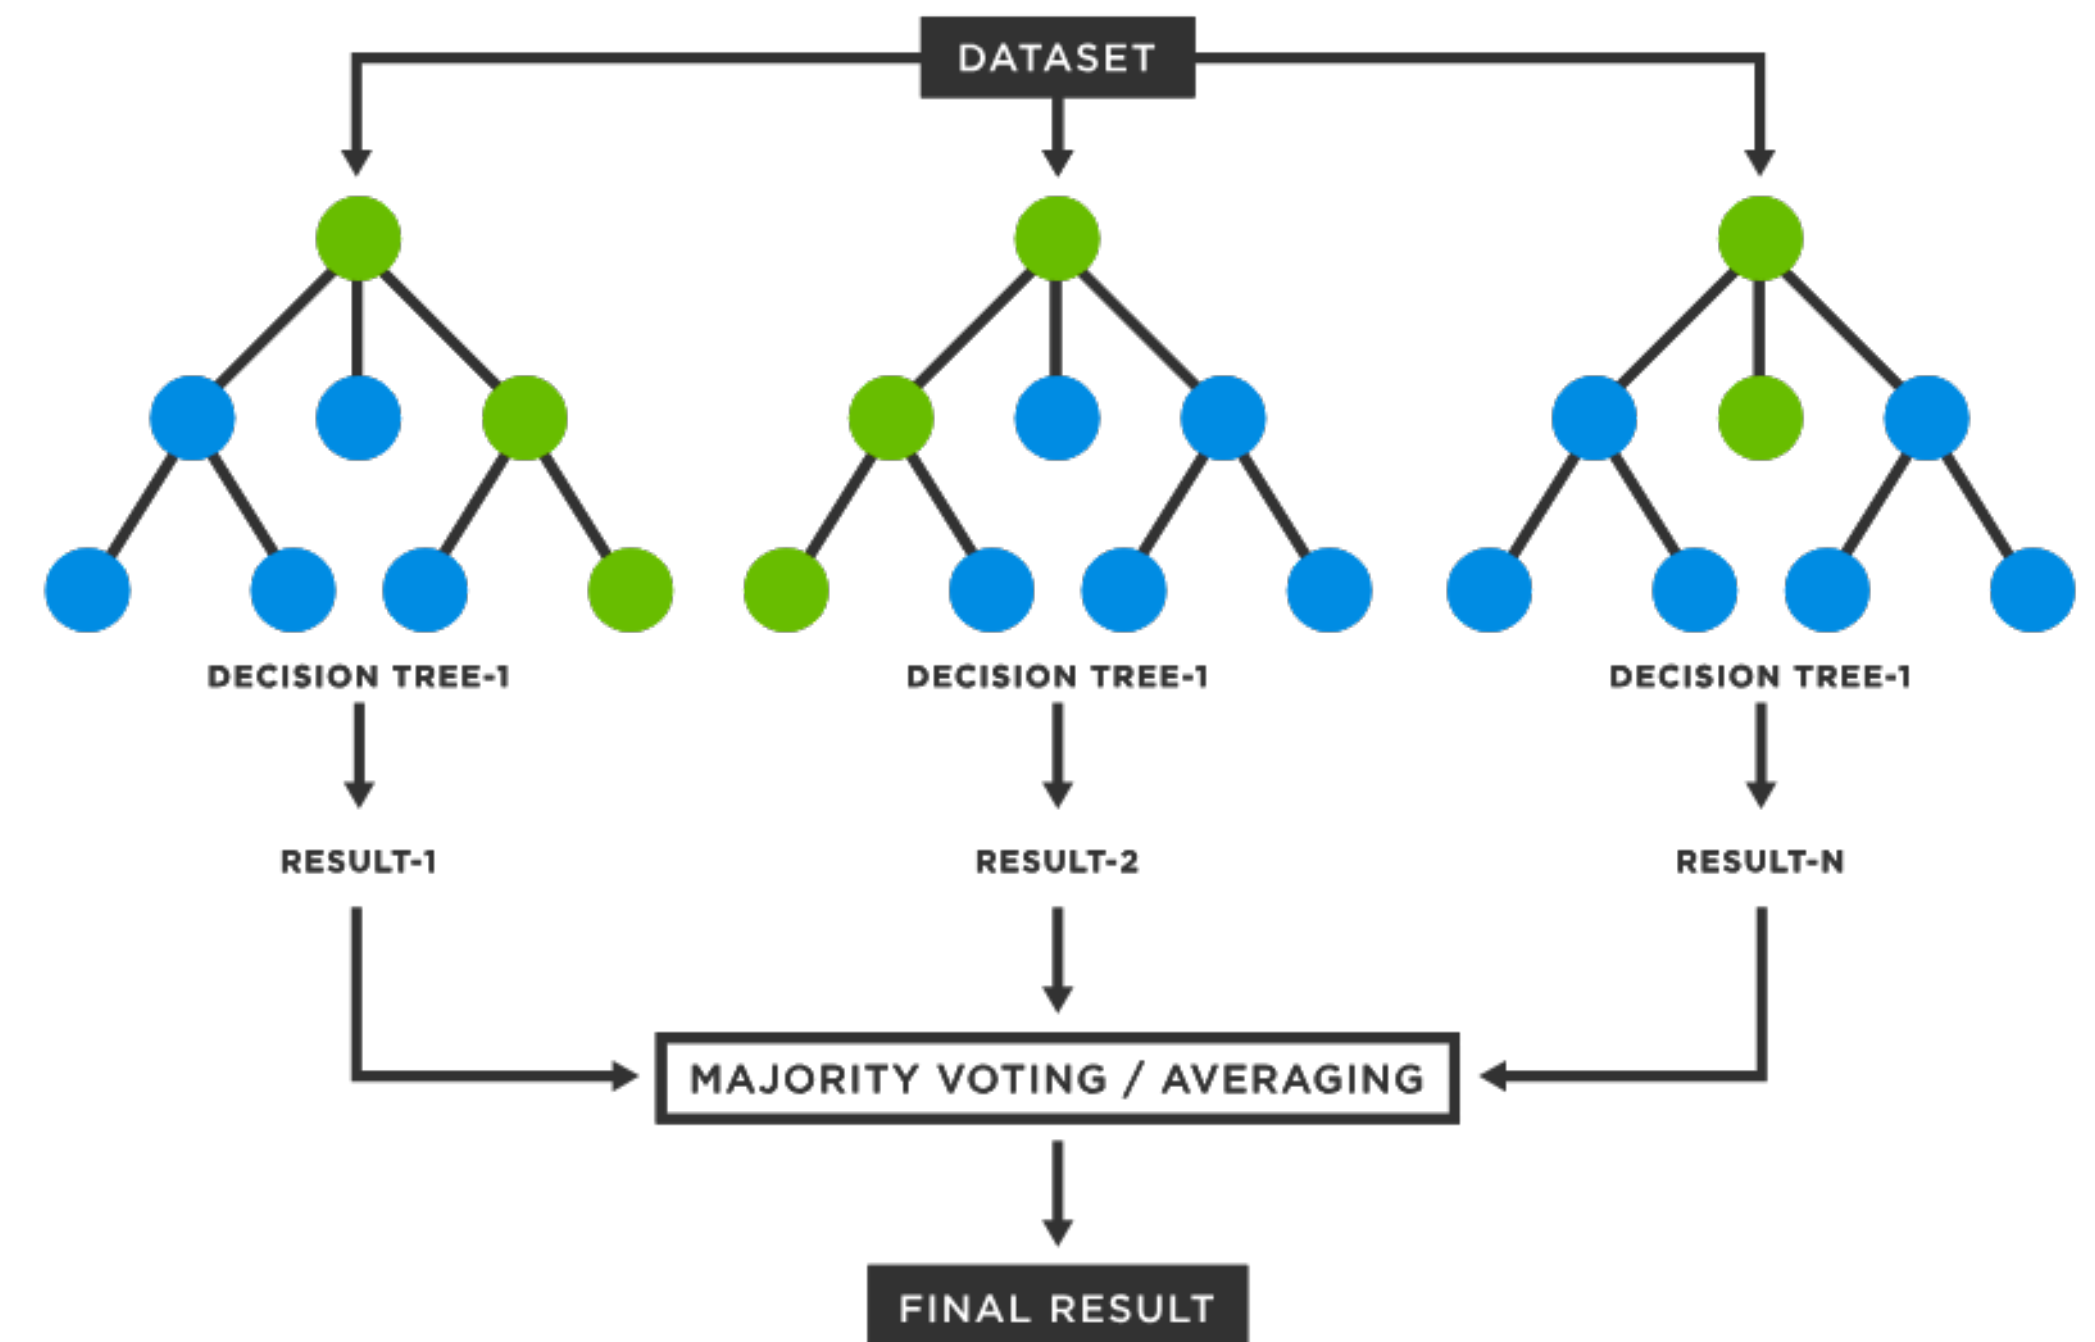 DATASET
DECISION TREE-1
DECISION TREE-1
DECISION TREE-1
RESULT-1
RESULT-2
RESULT-N
MAJORITY VOTING / AVERAGING
FINAL RESULT